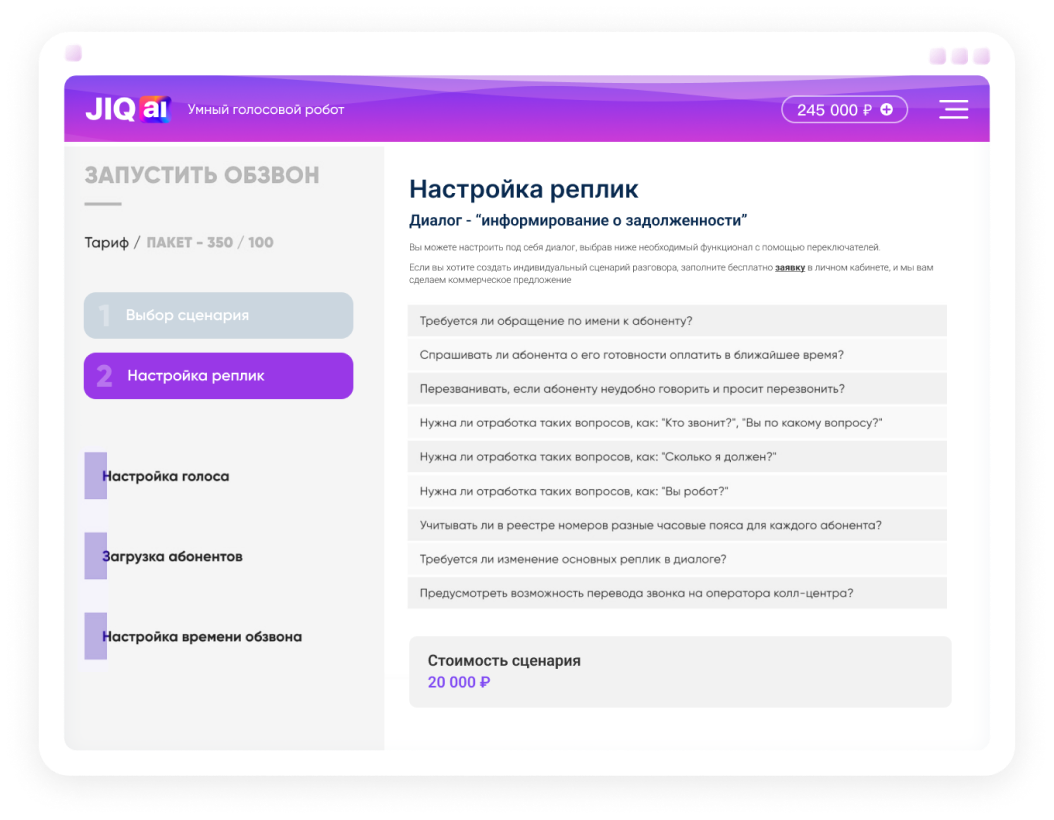 JIQ ai Умный голосовой робот 245 000 ₽
ЗАПУСТИТЬ ОБЗВОН
Тариф / ПАКЕТ - 350 / 100
1 Выбор сценария
2 Настройка реплик
Настройка голоса
Загрузка абонентов
Настройка времени обзвона
Настройка реплик
Диалог - “информирование о задолженности”
Вы можете настроить под себя диалог, выбрав ниже необходимый функционал с помощью переключателей.
Если вы хотите создать индивидуальный сценарий разговора, заполните бесплатно заявку в личном кабинете, и мы вам
сделаем коммерческое предложение
Требуется ли обращение по имени к абоненту?
Спрашивать ли абонента о его готовности оплатить в ближайшее время?
Перезванивать, если абоненту неудобно говорить и просит перезвонить?
Нужна ли отработка таких вопросов, как: "Кто звонит?", "Вы по какому вопросу?"
Нужна ли отработка таких вопросов, как: "Сколько я должен?"
Нужна ли отработка таких вопросов, как: "Вы робот?"
Учитывать ли в реестре номеров разные часовые пояса для каждого абонента?
Требуется ли изменение основных реплик в диалоге?
Предусмотреть возможность перевода звонка на оператора колл-центра?
Стоимость сценария
20 000 ₽